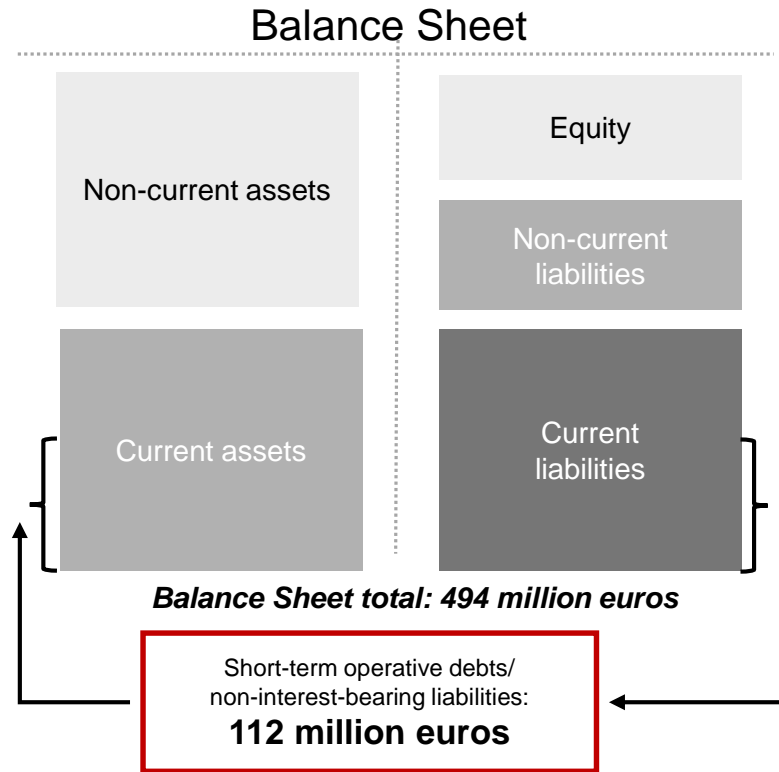 Balance Sheet
Non-current assets
Equity
Non-current
liabilities
Current assets
Current
liabilities
Balance Sheet total: 494 million euros
Short-term operative debts/
non-interest-bearing liabilities:
112 million euros